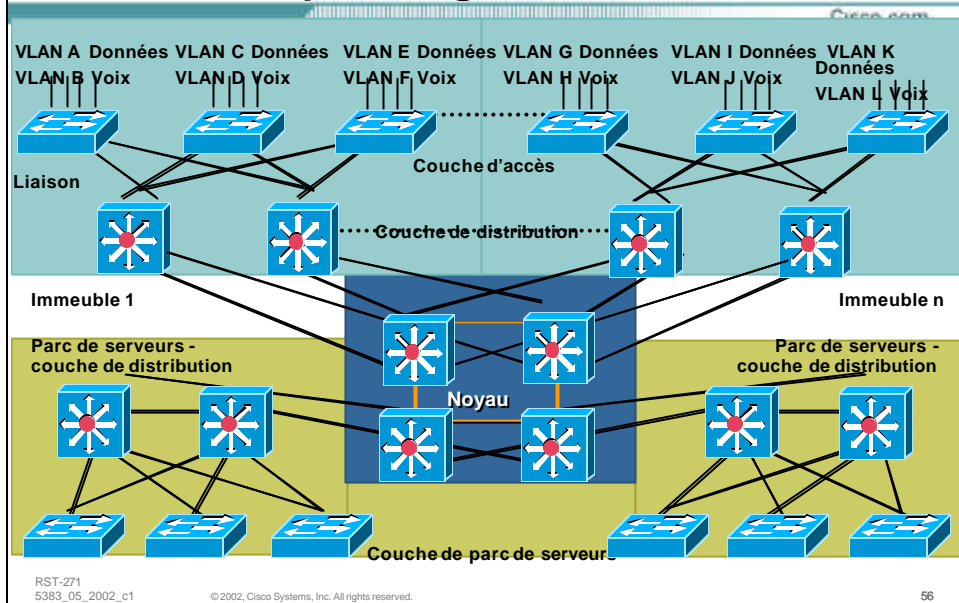 Cisco.com
VLAN A Données
VLAN B Voix
VLAN C Données
VLAN D Voix
VLAN E Données
VLAN F Voix
VLAN G Données
VLAN H Voix
VLAN I Données
VLAN J Voix
VLAN K
Données
VLAN L Voix
Couche d'accès
Liaison
Couche de distribution
Immeuble 1
Immeuble n
Parc de serveurs -
couche de distribution
Parc de serveurs -
couche de distribution
Noyau
Couche de parc de serveurs
RST-271
5383_05_2002_c1
© 2002, Cisco Systems, Inc. All rights reserved.
56